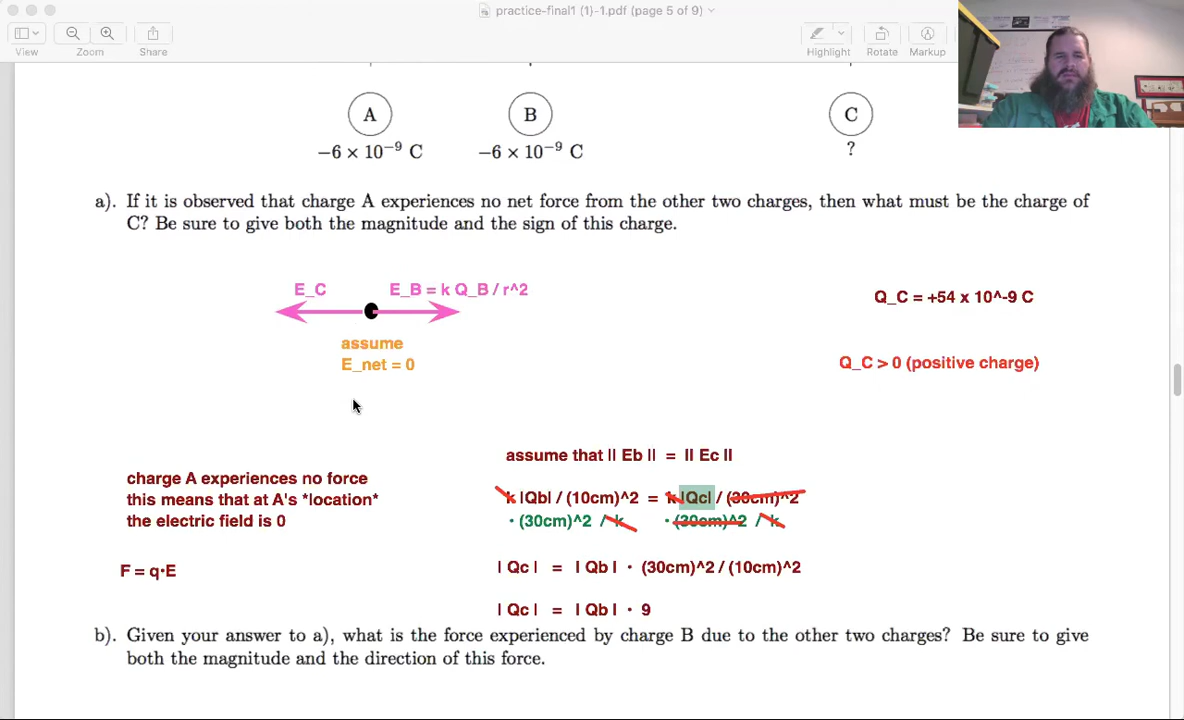 practice-final1 (1)-1.pdf (page 5 of 9)
View
Zoom
Share
Highlight
Rotate
Markup
A
B
C
−6 × 10−9 C
−6 × 10−9 C
?
a). If it is observed that charge A experiences no net force from the other two charges, then what must be the charge of
C? Be sure to give both the magnitude and the sign of this charge.
E_C
E_B = k Q_B / r^2
Q_C = +54 x 10^-9 C
assume
E_net = 0
Q_C > 0 (positive charge)
assume that || Eb || = || Ec ||
charge A experiences no force
this means that at A's *location*
the electric field is 0
k |Qb| / (10cm)^2 = k |Qc| / (30cm)^2
· (30cm)^2 / k · (30cm)^2 / k
| Qc | = | Qb | · (30cm)^2 / (10cm)^2
F = q·E
| Qc | = | Qb | · 9
b). Given your answer to a), what is the force experienced by charge B due to the other two charges? Be sure to give
both the magnitude and the direction of this force.